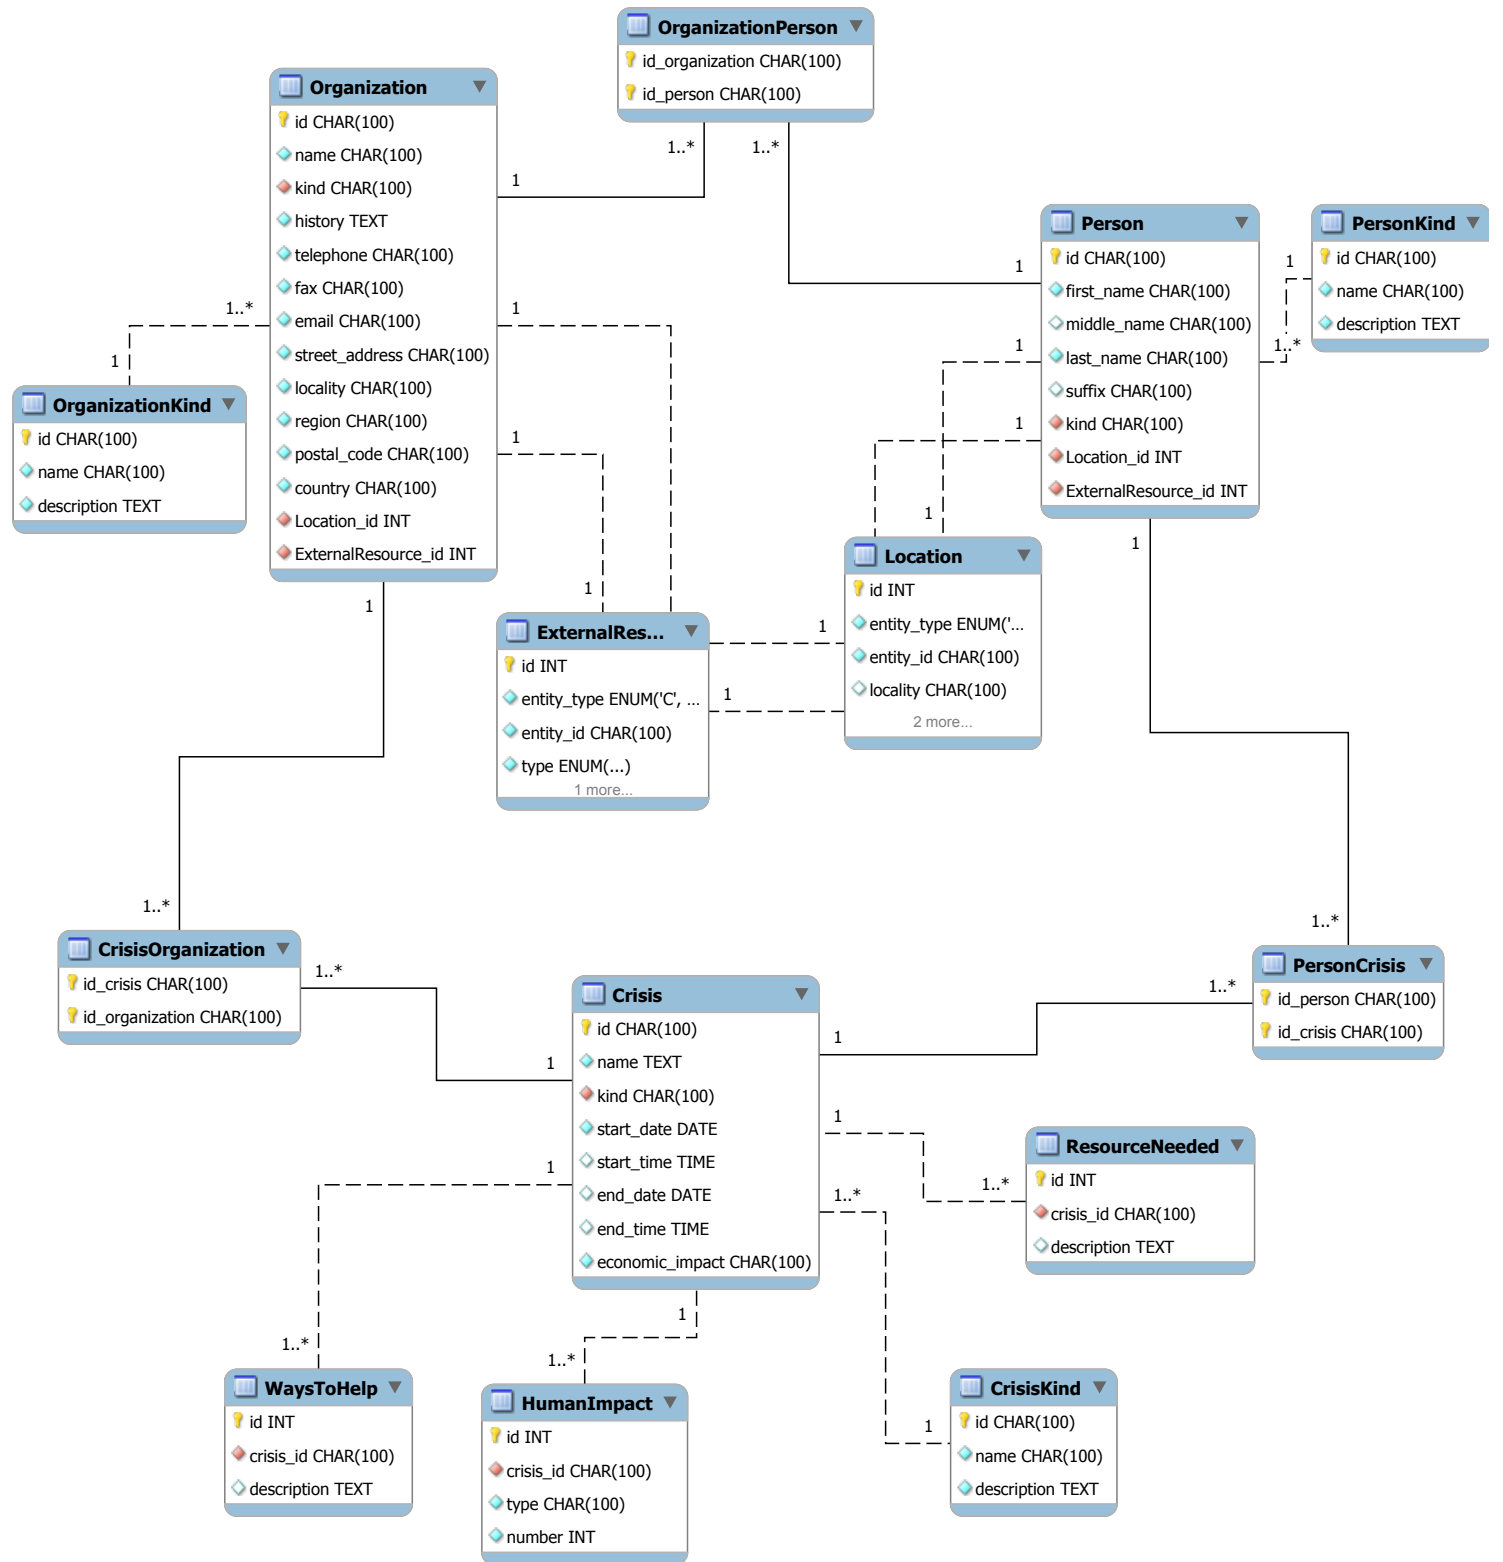 OrganizationPerson
id_organization CHAR(100)
id_person CHAR(100)
Organization
id CHAR(100)
name CHAR(100)
kind CHAR(100)
history TEXT
telephone CHAR(100)
fax CHAR(100)
email CHAR(100)
street_address CHAR(100)
locality CHAR(100)
region CHAR(100)
postal_code CHAR(100)
country CHAR(100)
Location_id INT
ExternalResource_id INT
1..*
1..*
1
1
Person
id CHAR(100)
first_name CHAR(100)
middle_name CHAR(100)
last_name CHAR(100)
suffix CHAR(100)
kind CHAR(100)
Location_id INT
ExternalResource_id INT
PersonKind
id CHAR(100)
name CHAR(100)
description TEXT
1
1..*
1..*
1
OrganizationKind
id CHAR(100)
name CHAR(100)
description TEXT
1
1
1
1
1
1
1
1
1
1
ExternalRes...
id INT
entity_type ENUM('C', ...
entity_id CHAR(100)
type ENUM(...)
1 more...
Location
id INT
entity_type ENUM('...
entity_id CHAR(100)
locality CHAR(100)
2 more...
1..*
1..*
CrisisOrganization
id_crisis CHAR(100)
id_organization CHAR(100)
1..*
1
Crisis
id CHAR(100)
name TEXT
kind CHAR(100)
start_date DATE
start_time TIME
end_date DATE
end_time TIME
economic_impact CHAR(100)
1..*
1
PersonCrisis
id_person CHAR(100)
id_crisis CHAR(100)
1
1..*
ResourceNeeded
id INT
crisis_id CHAR(100)
description TEXT
1
1..*
1..*
1
1
1..*
WaysToHelp
id INT
crisis_id CHAR(100)
description TEXT
HumanImpact
id INT
crisis_id CHAR(100)
type CHAR(100)
number INT
CrisisKind
id CHAR(100)
name CHAR(100)
description TEXT